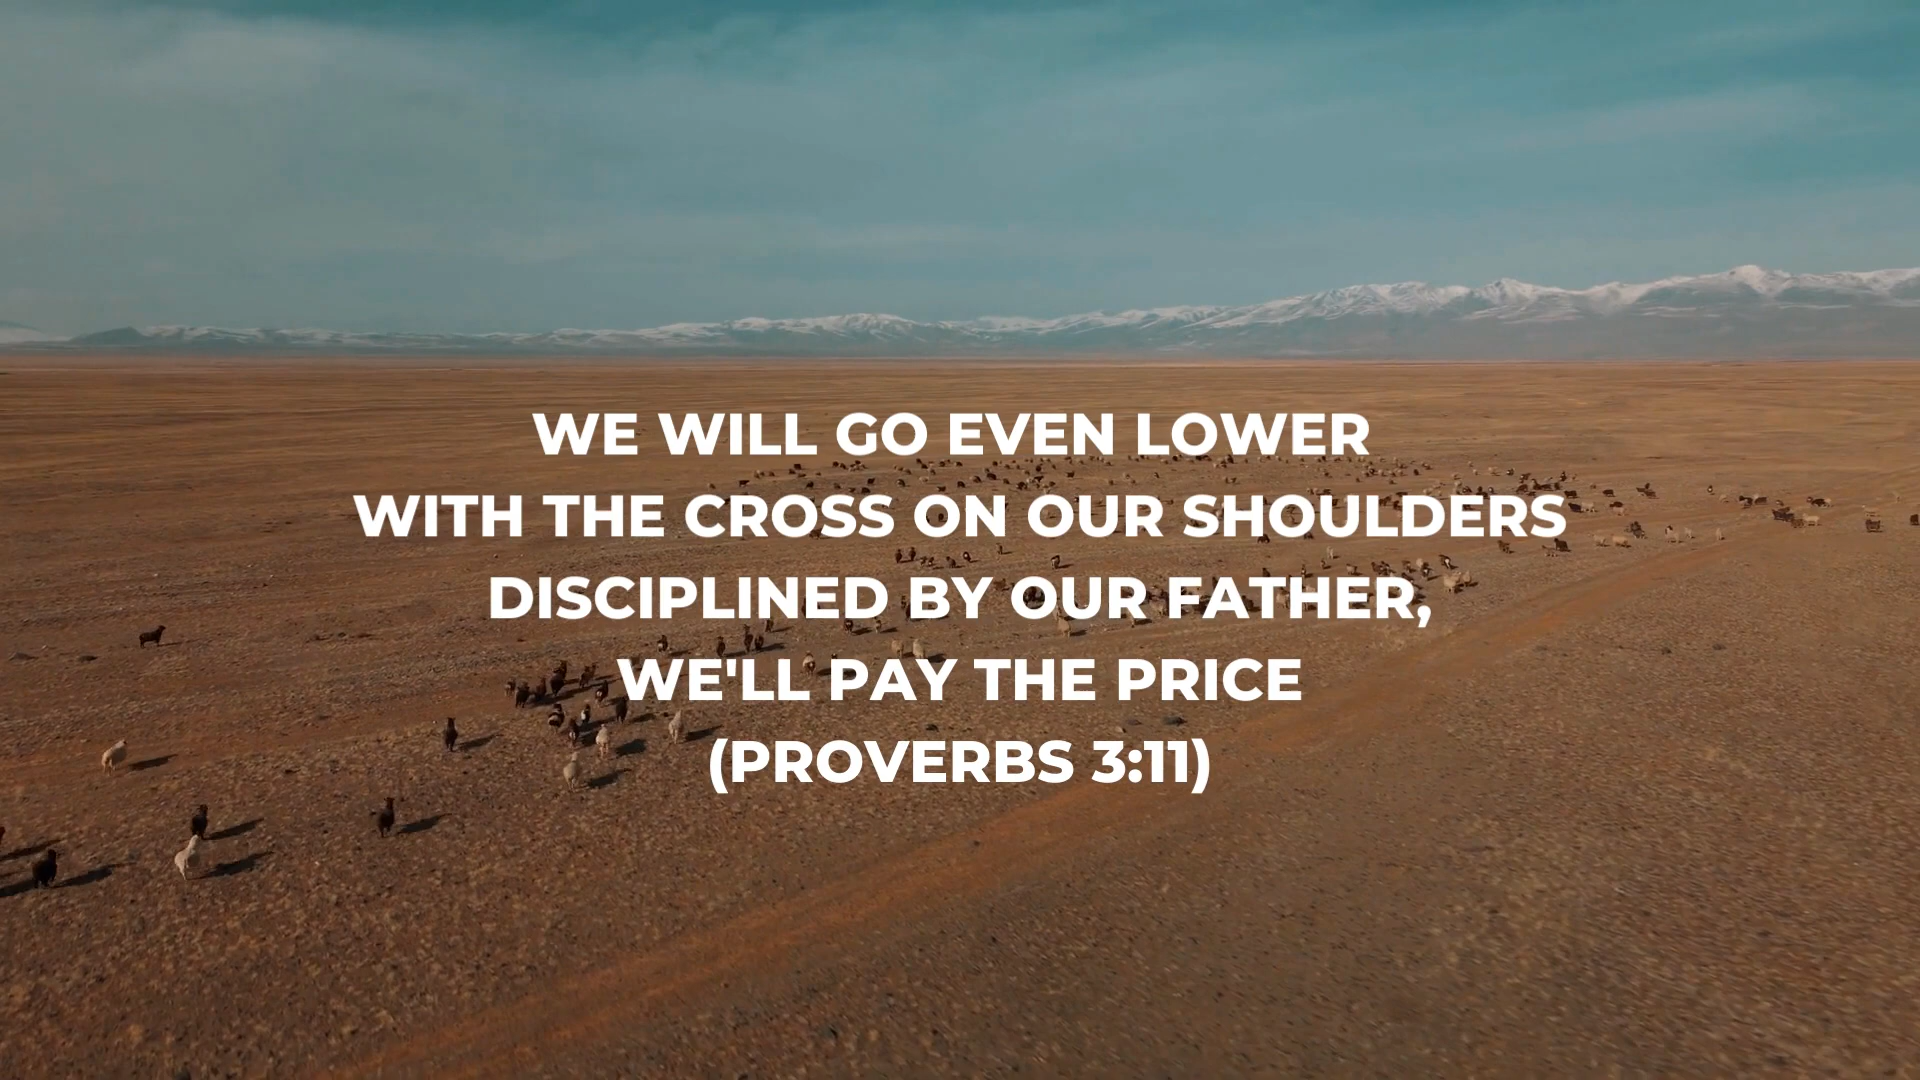 WE WILL GO EVEN LOWER
WITH THE CROSS ON OUR SHOULDERS
DISCIPLINED BY OUR FATHER,
WE'LL PAY THE PRICE
(PROVERBS 3:11)